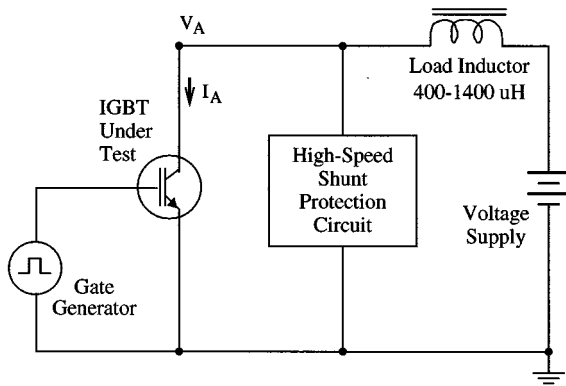 V_A
I_A
IGBT
Under
Test
Load Inductor
400-1400 uH
High-Speed
Shunt
Protection
Circuit
Voltage
Supply
Gate
Generator